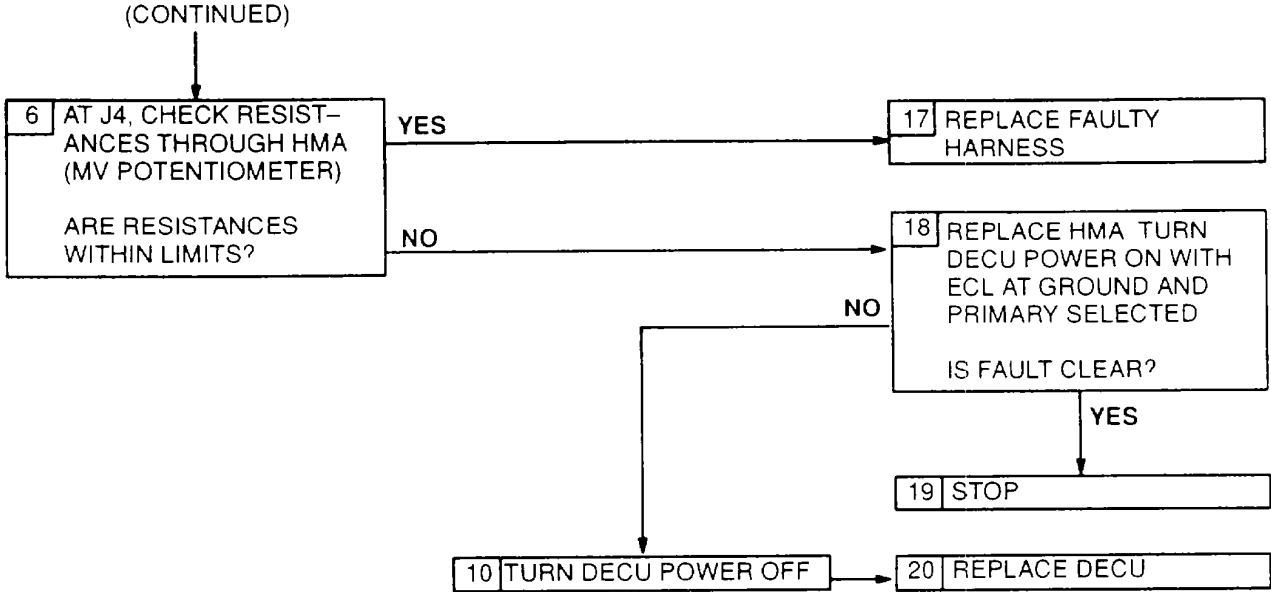 (CONTINUED)
6 AT J4, CHECK RESIST-
ANCES THROUGH HMA
(MV POTENTIOMETER)
ARE RESISTANCES
WITHIN LIMITS?
YES
17 REPLACE FAULTY
HARNESS
NO
18 REPLACE HMA TURN
DECU POWER ON WITH
ECL AT GROUND AND
PRIMARY SELECTED
IS FAULT CLEAR?
NO
YES
19 STOP
10 TURN DECU POWER OFF
20 REPLACE DECU